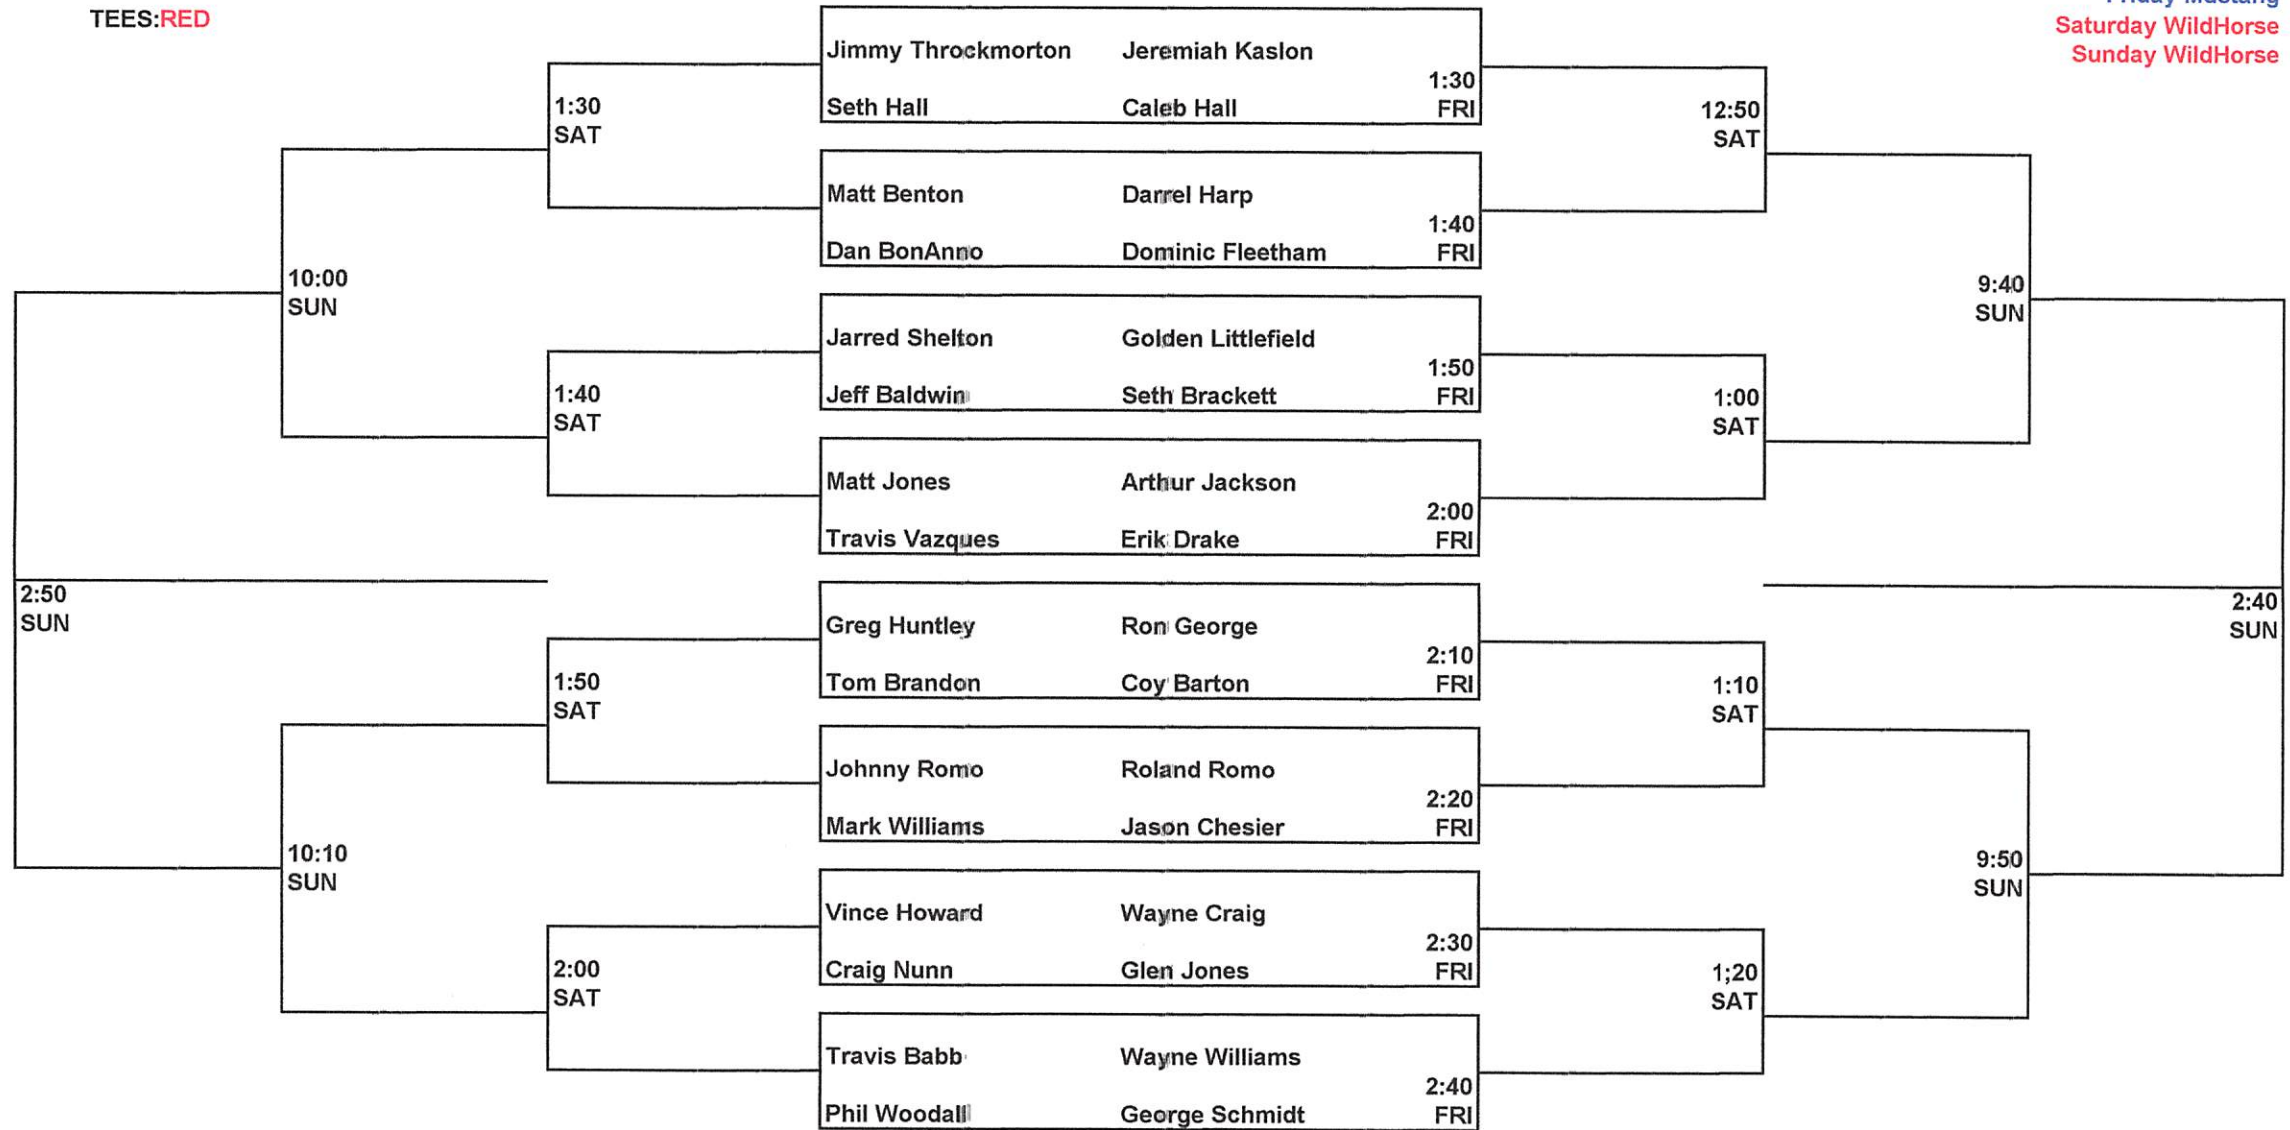 TEES:RED
Friday Mustang
Saturday WildHorse
Sunday WildHorse
Jimmy Throckmorton Jeremiah Kaslon
1:30
Seth Hall Caleb Hall FRI
1:30
SAT
12:50
SAT
Matt Benton Darrel Harp
1:40
Dan BonAnno Dominic Fleetham FRI
10:00
SUN
9:40
SUN
Jarred Shelton Golden Littlefield
1:50
Jeff Baldwin Seth Brackett FRI
1:40
SAT
1:00
SAT
Matt Jones Arthur Jackson
2:00
Travis Vazques Erik Drake FRI
2:50
SUN
2:40
SUN
Greg Huntley Ron George
2:10
Tom Brandon Coy Barton FRI
1:50
SAT
1:10
SAT
Johnny Romo Roland Romo
2:20
Mark Williams Jason Chesier FRI
10:10
SUN
9:50
SUN
Vince Howard Wayne Craig
2:30
Craig Nunn Glen Jones FRI
2:00
SAT
1;20
SAT
Travis Babb Wayne Williams
2:40
Phil Woodall George Schmidt FRI